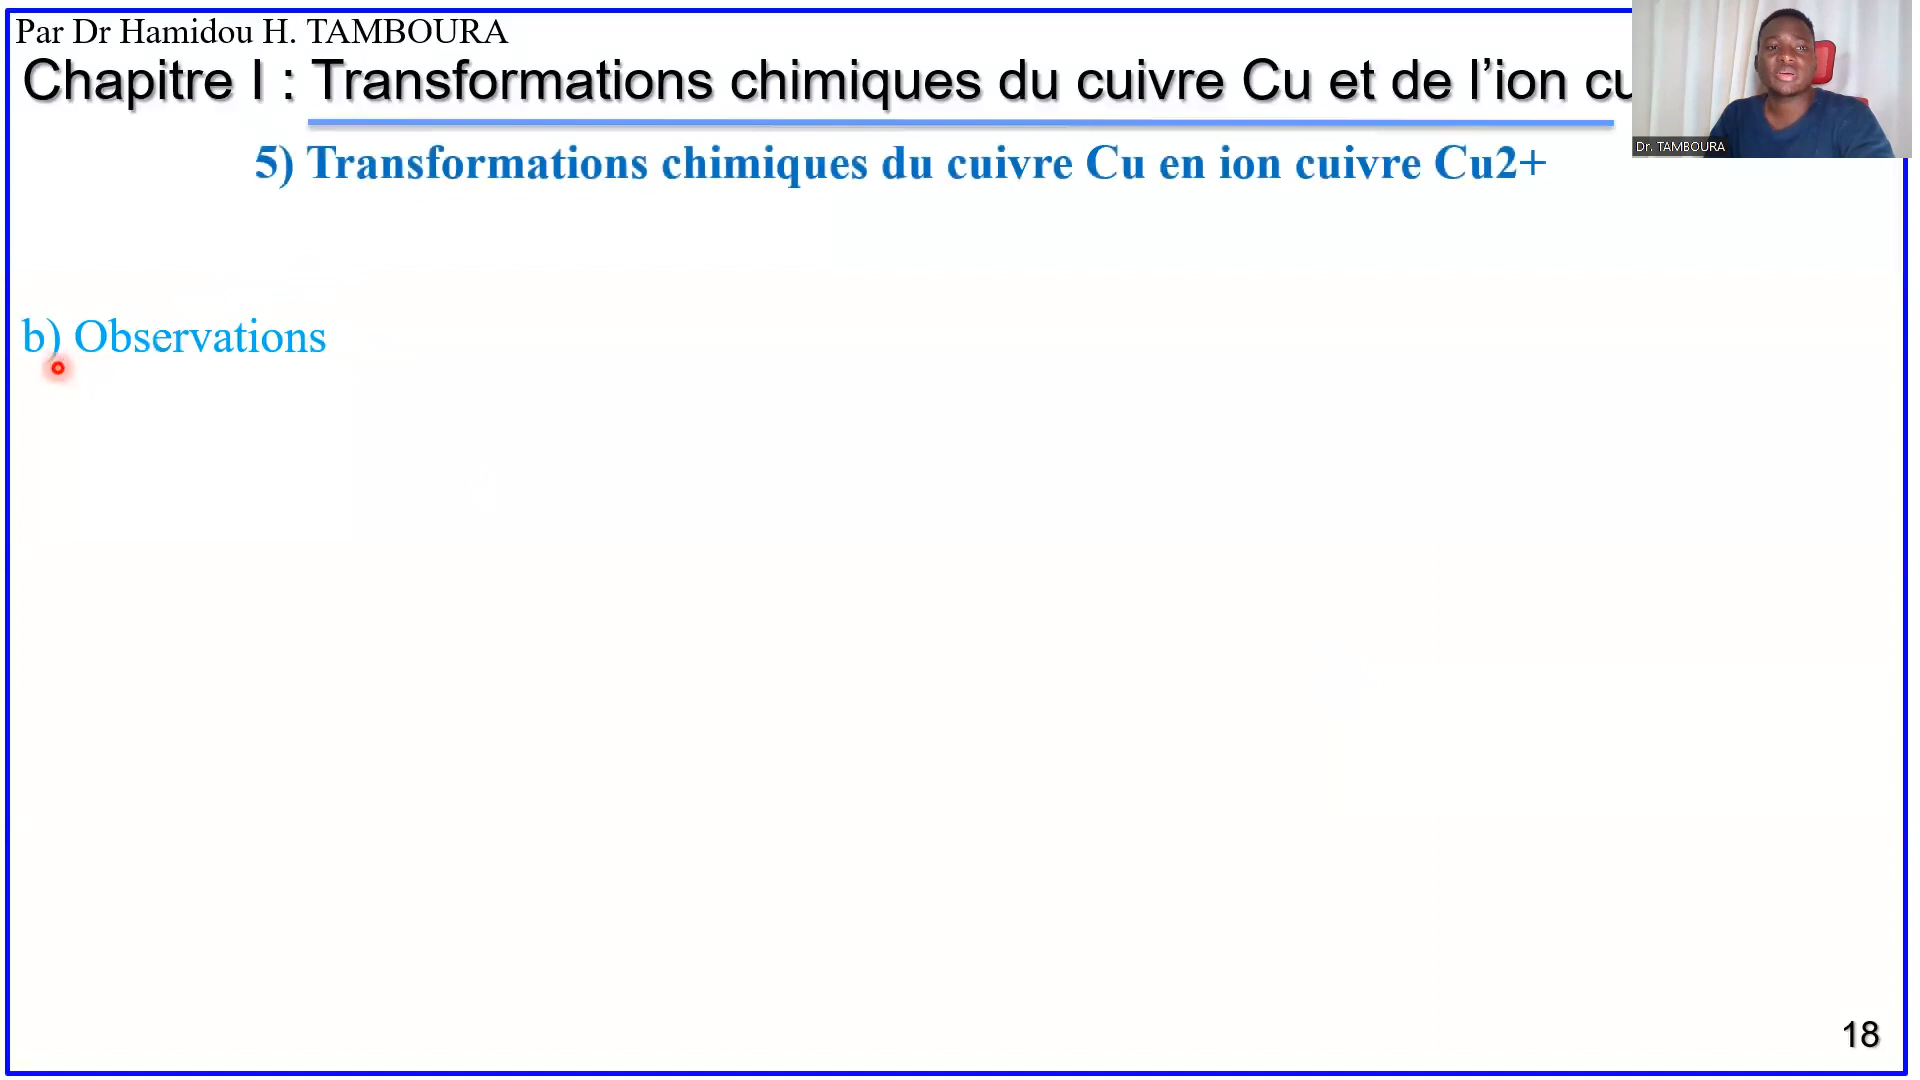 Par Dr Hamidou H. TAMBOURA
Chapitre I : Transformations chimiques du cuivre Cu et de l’ion cu
Dr. TAMBOURA
5) Transformations chimiques du cuivre Cu en ion cuivre Cu2+
b) Observations
18